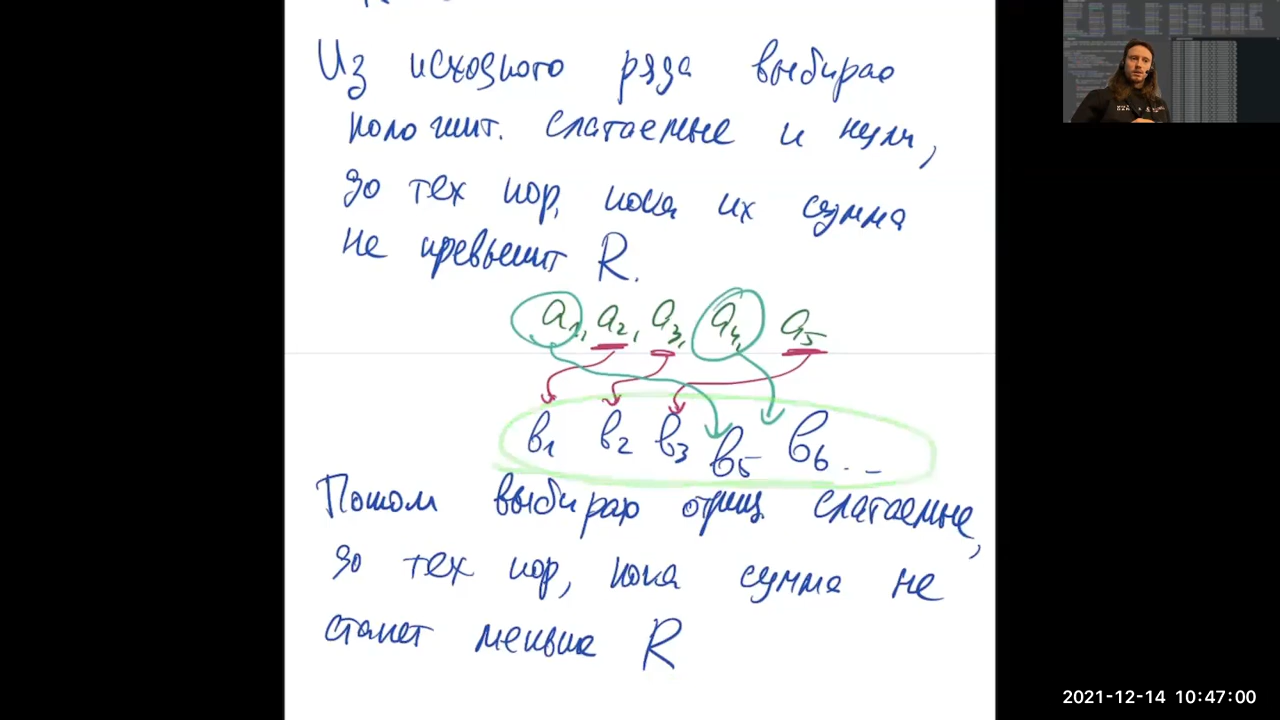 Из исходного ряда выбираю
полошит. слагаемые и нули,
до тех пор, пока их сумма
не превысит R.
a1, a2, a3, a4, a5
b1 b2 b3 b5 b6 ...
Потом выбираю отриц. слагаемые,
до тех пор, пока сумма не
станет меньше R
2021-12-14 10:47:00